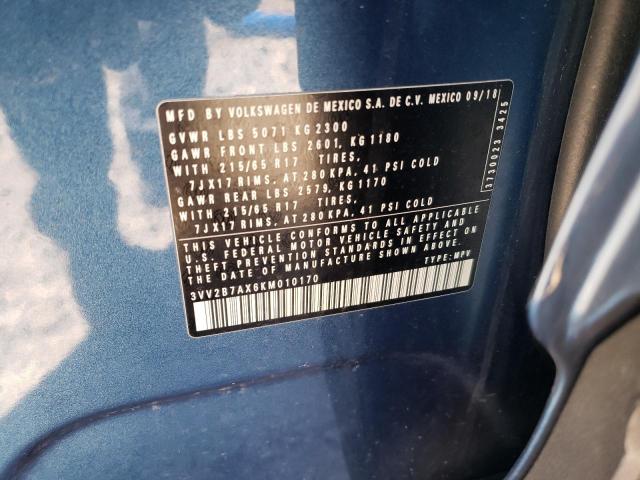 MFD BY VOLKSWAGEN DE MEXICO S.A. DE C.V. MEXICO 09/18
GVWR LBS 5071 KG 2300
GAWR FRONT LBS 2601, KG 1180
WITH 215/65 R17 TIRES,
7JX17 RIMS, AT 280 KPA, 41 PSI COLD
GAWR REAR LBS 2579, KG 1170
WITH 215/65 R17 TIRES,
7JX17 RIMS, AT 280 KPA, 41 PSI COLD
THIS VEHICLE CONFORMS TO ALL APPLICABLE
U.S. FEDERAL MOTOR VEHICLE SAFETY AND
THEFT PREVENTION STANDARDS IN EFFECT ON
THE DATE OF MANUFACTURE SHOWN ABOVE.
3VV2B7AX6KM010170 TYPE: MPV
3730023 3425